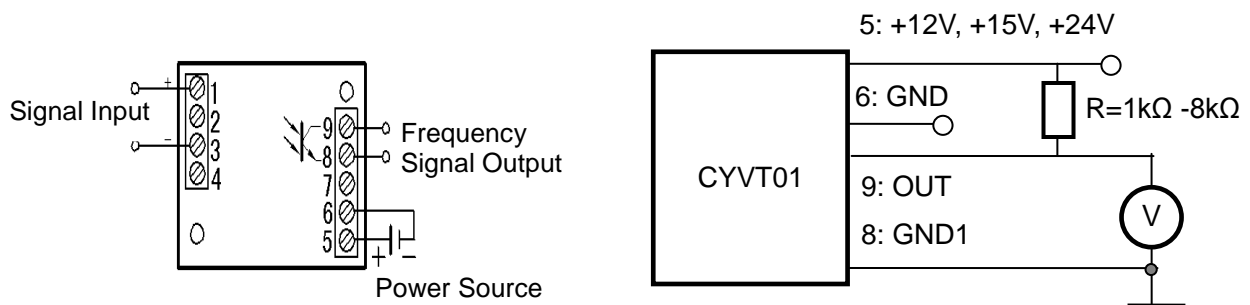 Signal Input
+
-
1
2
3
4
9
8
7
6
5
Frequency
Signal Output
+ -
Power Source
5: +12V, +15V, +24V
6: GND
R=1kΩ -8kΩ
CYVT01
9: OUT
8: GND1
V